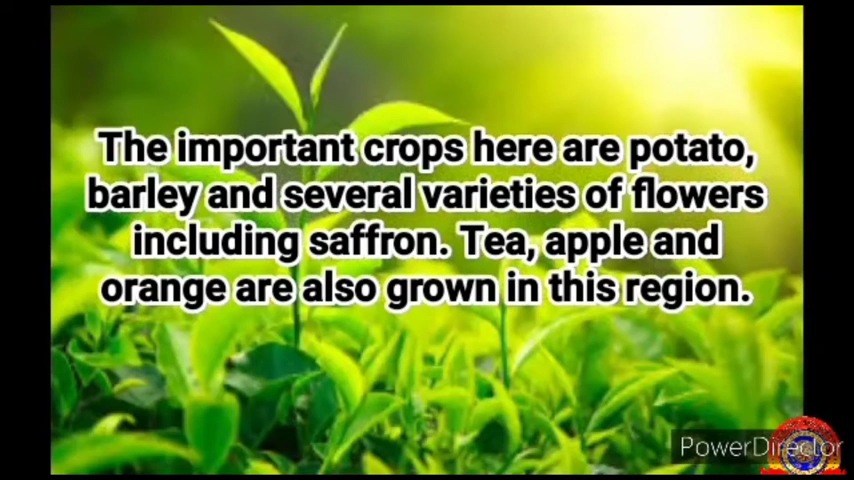 The important crops here are potato,
barley and several varieties of flowers
including saffron. Tea, apple and
orange are also grown in this region.
PowerDirector